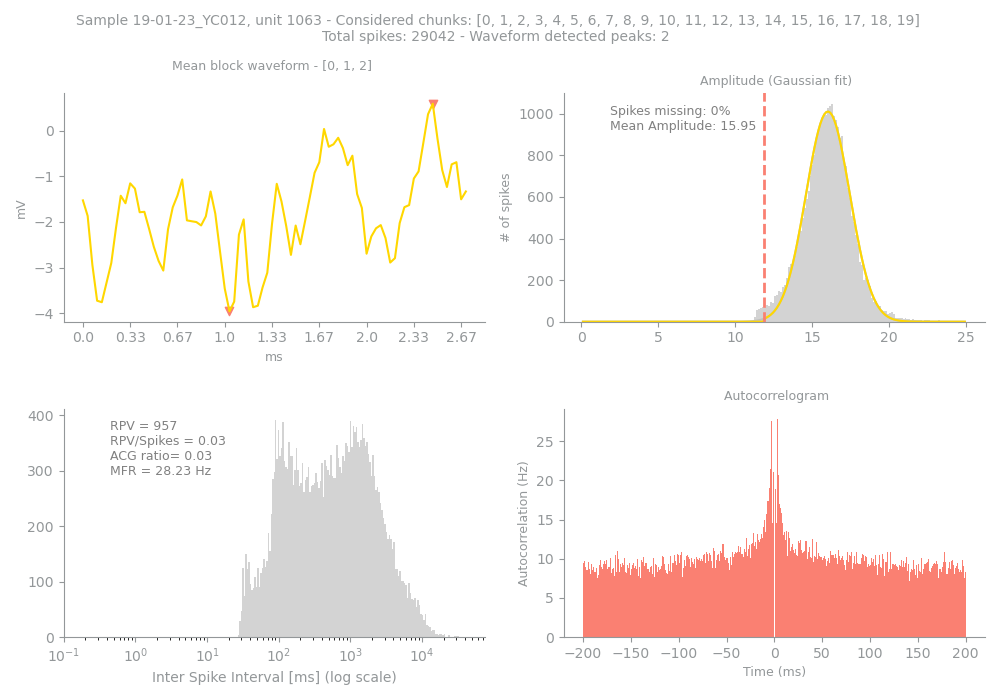 Sample 19-01-23_YC012, unit 1063 - Considered chunks: [0, 1, 2, 3, 4, 5, 6, 7, 8, 9, 10, 11, 12, 13, 14, 15, 16, 17, 18, 19]
Total spikes: 29042 - Waveform detected peaks: 2
Mean block waveform - [0, 1, 2]
0
−1
−2
−3
−4
mV
0.0 0.33 0.67 1.0 1.33 1.67 2.0 2.33 2.67
ms
Amplitude (Gaussian fit)
Spikes missing: 0%
Mean Amplitude: 15.95
1000
800
600
400
200
0
# of spikes
0 5 10 15 20 25
RPV = 957
RPV/Spikes = 0.03
ACG ratio= 0.03
MFR = 28.23 Hz
400
300
200
100
0
10⁻¹ 10⁰ 10¹ 10² 10³ 10⁴
Inter Spike Interval [ms] (log scale)
Autocorrelogram
25
20
15
10
5
0
Autocorrelation (Hz)
−200 −150 −100 −50 0 50 100 150 200
Time (ms)